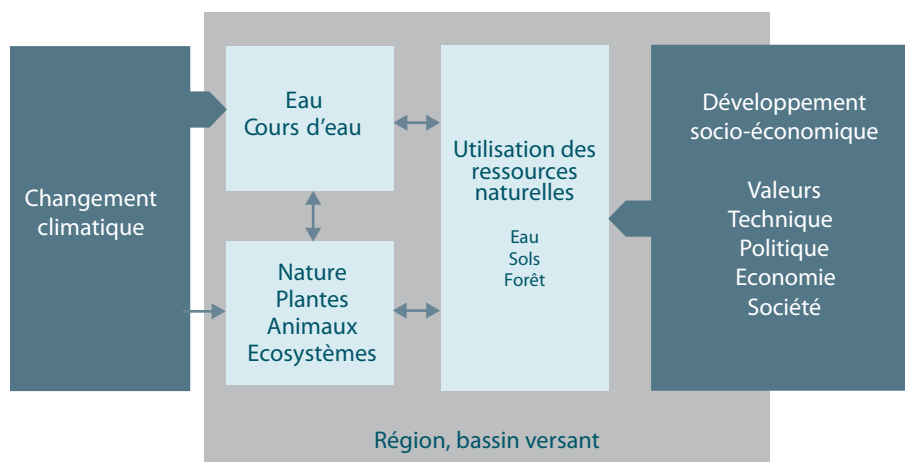 Changement
climatique
Eau
Cours d'eau
Nature
Plantes
Animaux
Ecosystèmes
Utilisation des
ressources
naturelles
Eau
Sols
Forêt
Développement
socio-économique
Valeurs
Technique
Politique
Economie
Société
Région, bassin versant